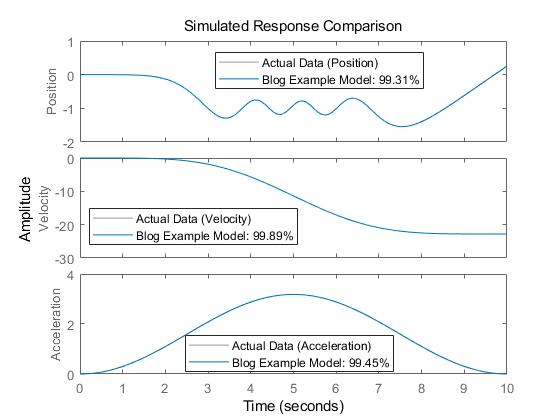 Simulated Response Comparison
1
0
-1
-2
Position
Actual Data (Position)
Blog Example Model: 99.31%
0
-10
-20
-30
Amplitude
Velocity
Actual Data (Velocity)
Blog Example Model: 99.89%
4
2
0
Acceleration
Actual Data (Acceleration)
Blog Example Model: 99.45%
0 1 2 3 4 5 6 7 8 9 10
Time (seconds)